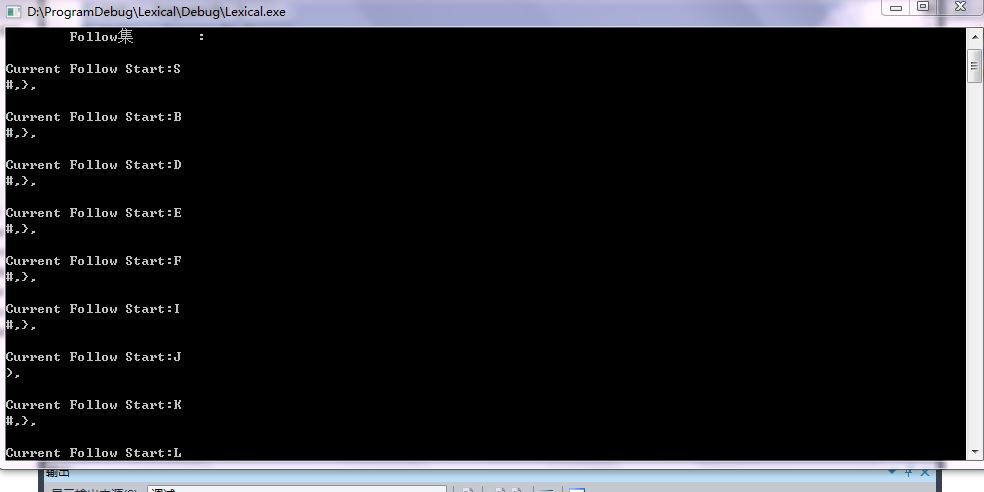 D:\ProgramDebug\Lexical\Debug\Lexical.exe
Follow集 :
Current Follow Start:S
#,},
Current Follow Start:B
#,},
Current Follow Start:D
#,},
Current Follow Start:E
#,},
Current Follow Start:F
#,},
Current Follow Start:I
#,},
Current Follow Start:J
),
Current Follow Start:K
#,},
Current Follow Start:L
输出